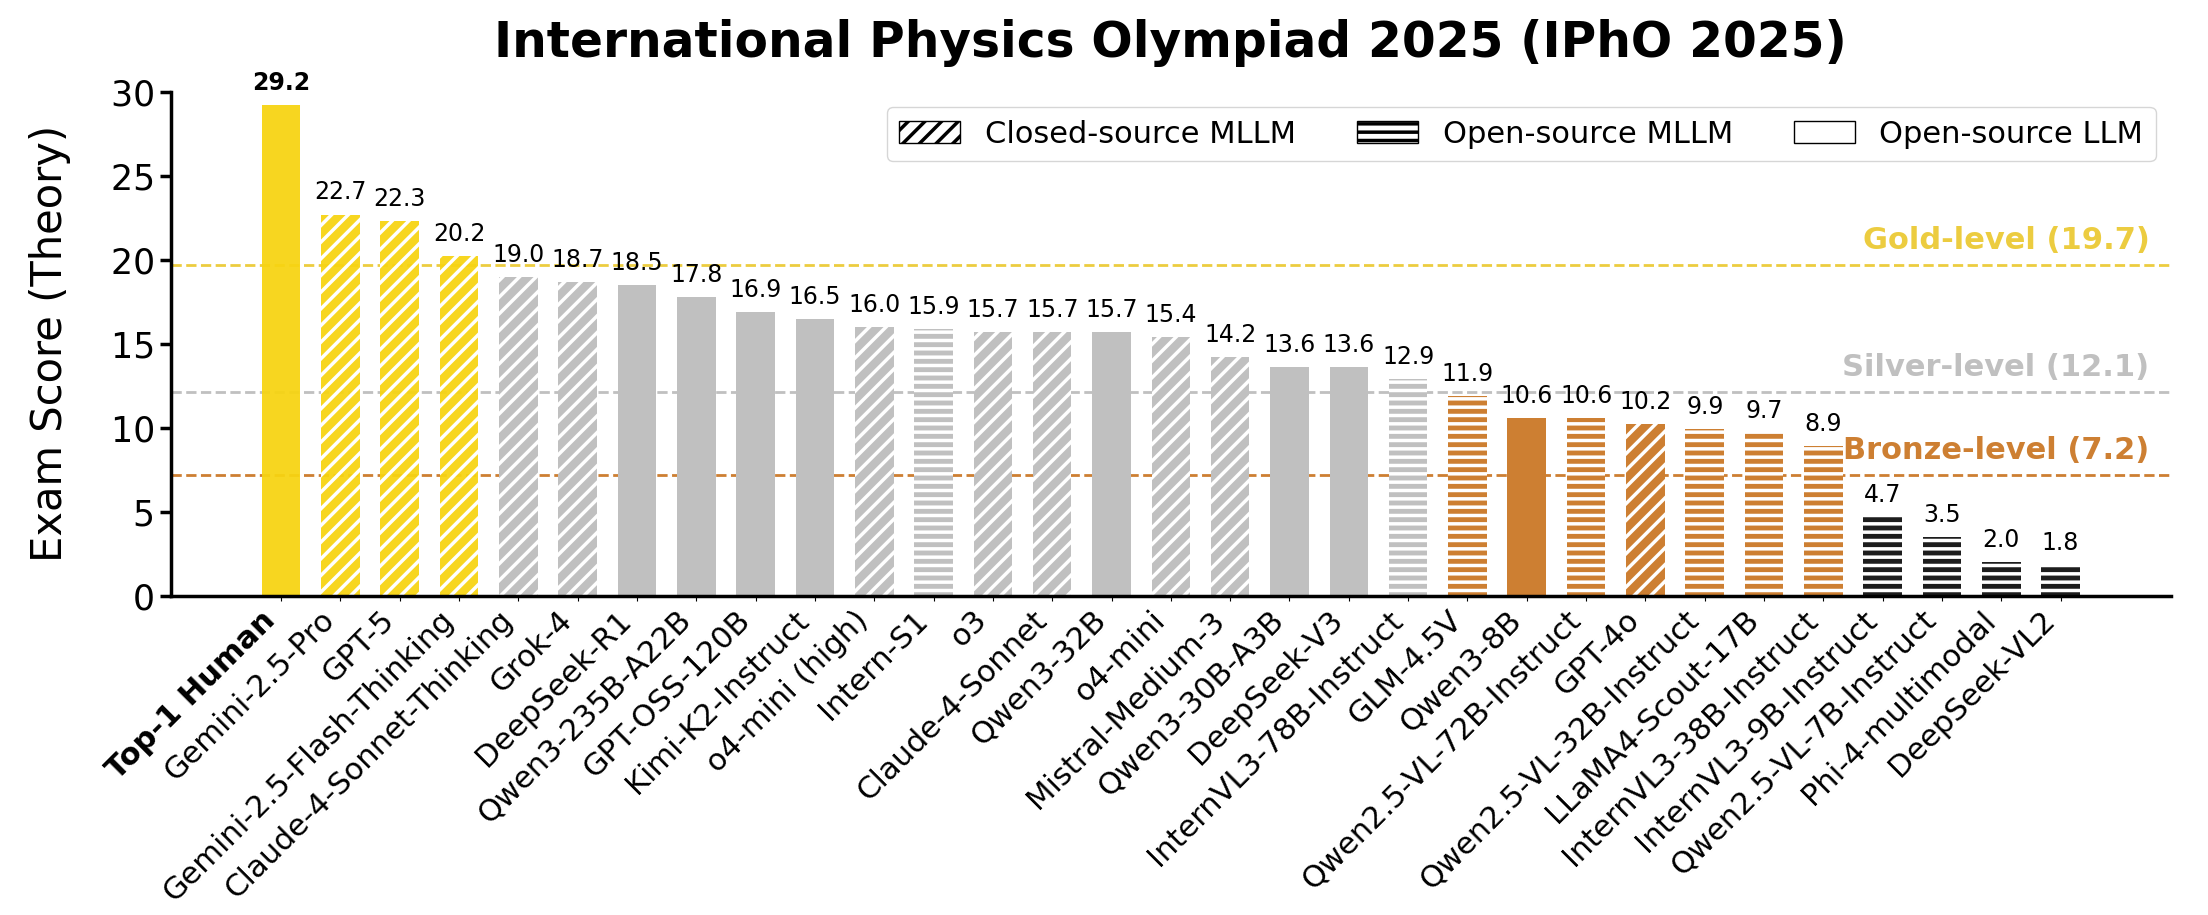 International Physics Olympiad 2025 (IPhO 2025)
Exam Score (Theory)
30
25
20
15
10
5
0
Closed-source MLLM
Open-source MLLM
Open-source LLM
Gold-level (19.7)
Silver-level (12.1)
Bronze-level (7.2)
29.2
22.7
22.3
20.2
19.0
18.7
18.5
17.8
16.9
16.5
16.0
15.9
15.7
15.7
15.7
15.4
14.2
13.6
13.6
12.9
11.9
10.6
10.6
10.2
9.9
9.7
8.9
4.7
3.5
2.0
1.8
Top-1 Human
Gemini-2.5-Pro
GPT-5
Gemini-2.5-Flash-Thinking
Claude-4-Sonnet-Thinking
Grok-4
DeepSeek-R1
Qwen3-235B-A22B
GPT-OSS-120B
Kimi-K2-Instruct
o4-mini (high)
Intern-S1
o3
Claude-4-Sonnet
Qwen3-32B
o4-mini
Mistral-Medium-3
Qwen3-30B-A3B
DeepSeek-V3
InternVL3-78B-Instruct
GLM-4.5V
Qwen3-8B
Qwen2.5-VL-72B-Instruct
GPT-4o
Qwen2.5-VL-32B-Instruct
LLaMA4-Scout-17B
InternVL3-38B-Instruct
InternVL3-9B-Instruct
Qwen2.5-VL-7B-Instruct
Phi-4-multimodal
DeepSeek-VL2